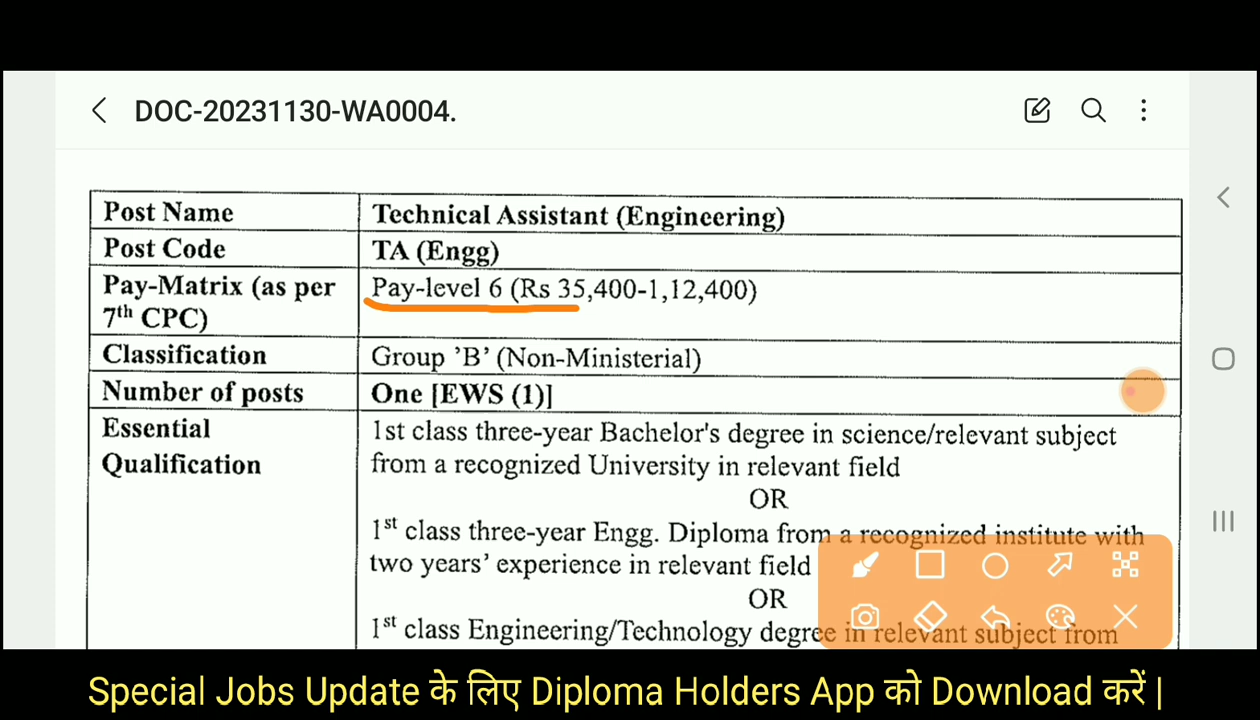 DOC-20231130-WA0004.
Post Name Technical Assistant (Engineering)
Post Code TA (Engg)
Pay-Matrix (as per 7th CPC) Pay-level 6 (Rs 35,400-1,12,400)
Classification Group 'B' (Non-Ministerial)
Number of posts One [EWS (1)]
Essential Qualification
1st class three-year Bachelor's degree in science/relevant subject
from a recognized University in relevant field
OR
1st class three-year Engg. Diploma from a recognized institute with
two years' experience in relevant field
OR
1st class Engineering/Technology degree in relevant subject from
Special Jobs Update के लिए Diploma Holders App को Download करें |